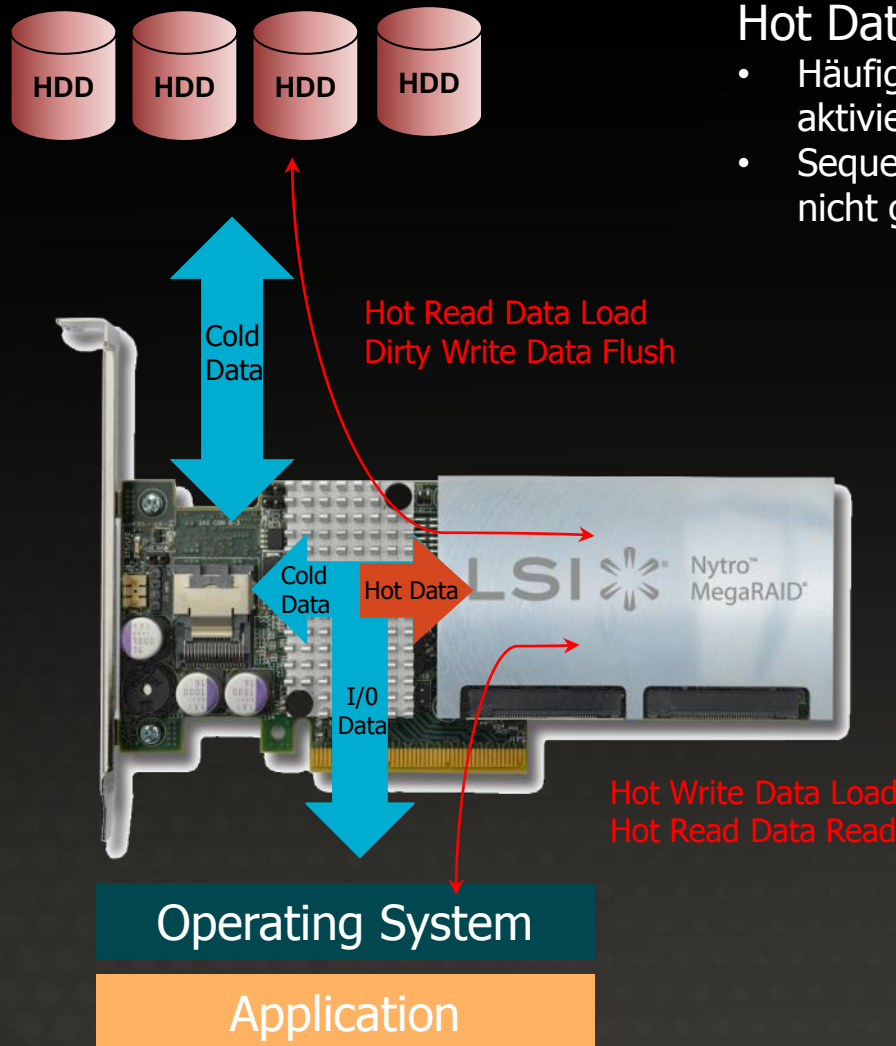 HDD HDD HDD HDD
Hot Dat
• Häufig
aktivie
• Seque
nicht g
Hot Read Data Load
Dirty Write Data Flush
Cold
Data
Cold
Data
Hot Data
LSI
Nytro™
MegaRAID®
I/0
Data
Hot Write Data Load
Hot Read Data Read
Operating System
Application